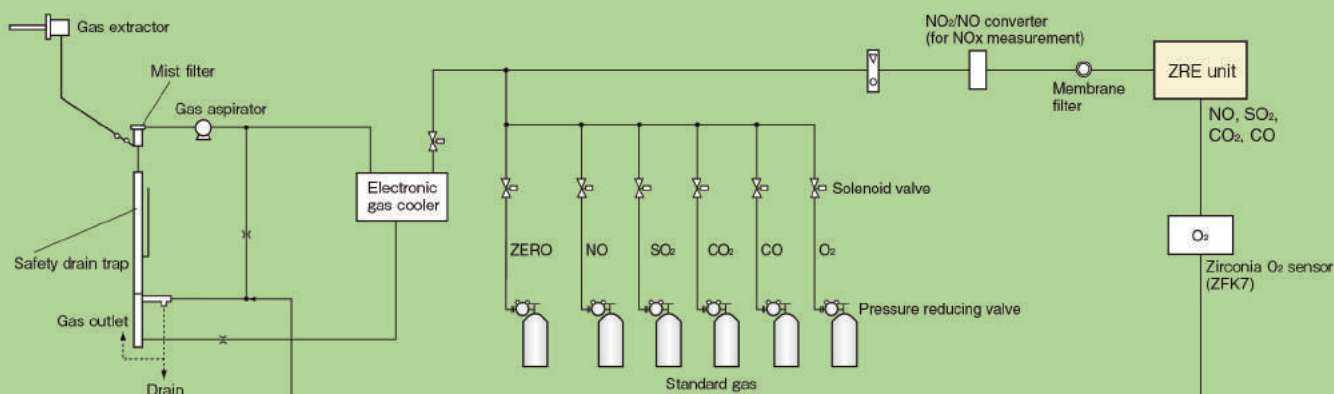 Gas extractor
Mist filter
Gas aspirator
Safety drain trap
Gas outlet
Drain
Electronic
gas cooler
ZERO
NO
SO₂
CO₂
CO
O₂
Solenoid valve
Pressure reducing valve
Standard gas
NO₂/NO converter
(for NOx measurement)
Membrane
filter
ZRE unit
NO, SO₂,
CO₂, CO
O₂
Zirconia O₂ sensor
(ZFK7)